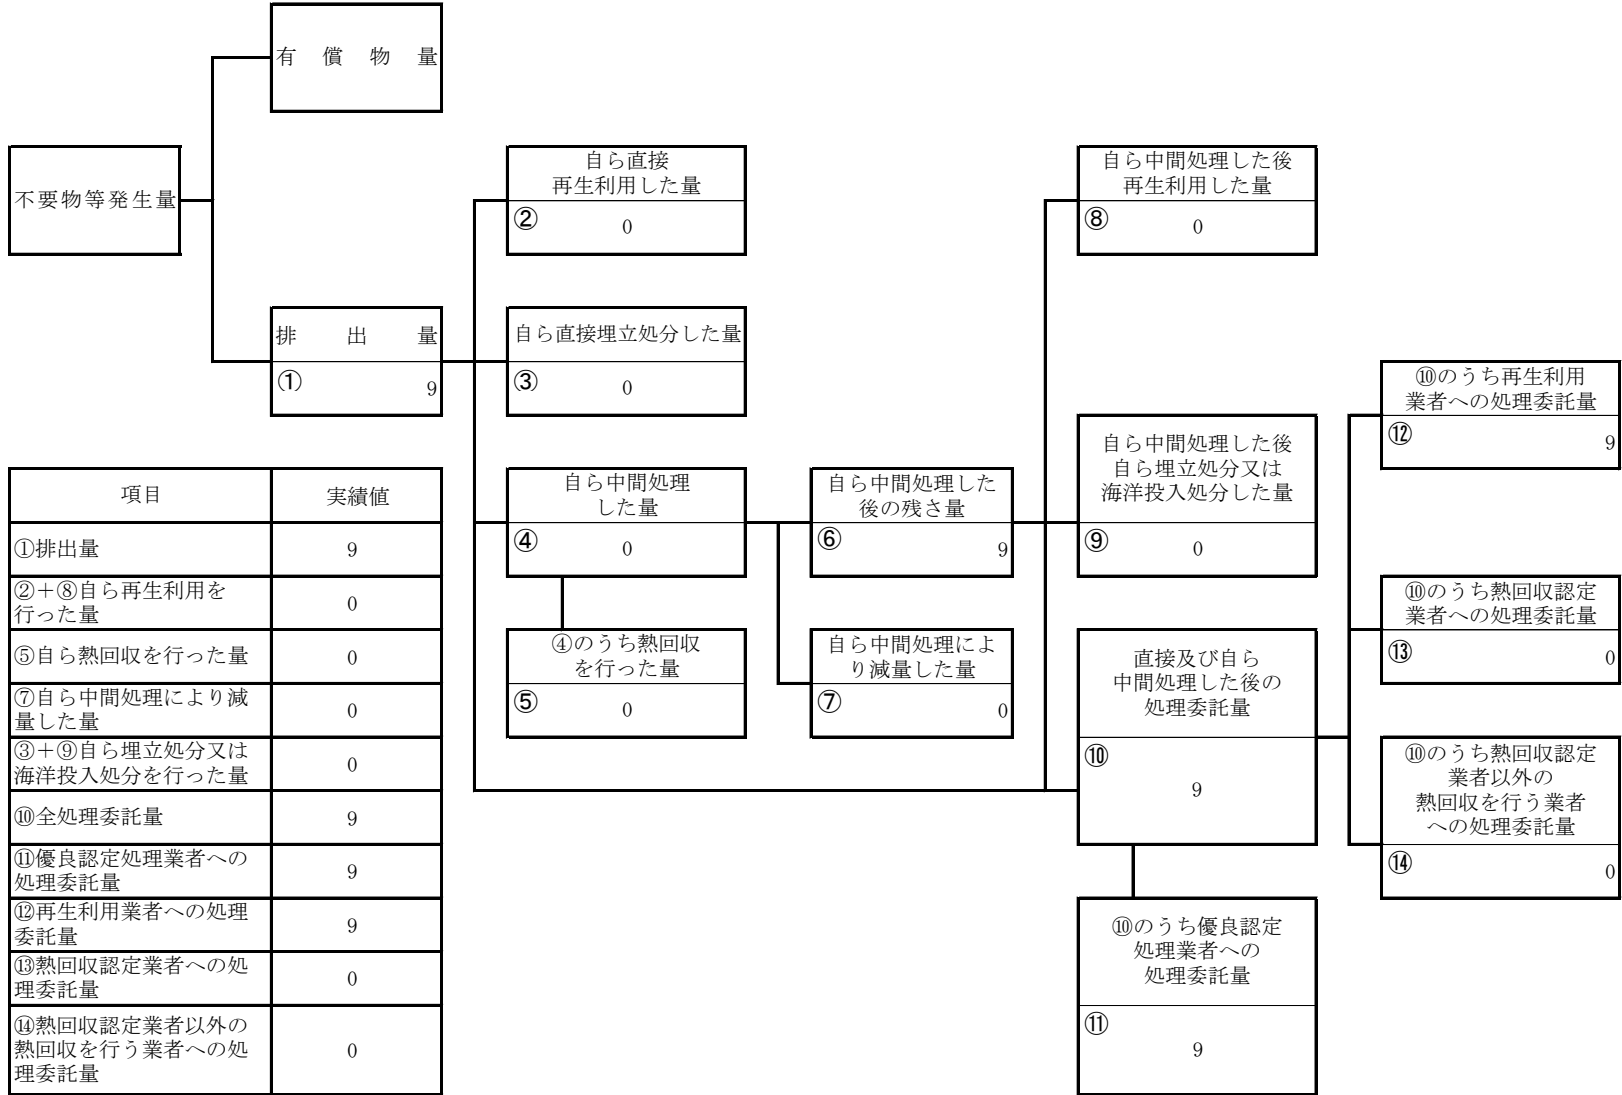 有償物量
不要物等発生量
排出量
① 9
自ら直接
再生利用した量
② 0
自ら直接埋立処分した量
③ 0
自ら中間処理
した量
④ 0
④のうち熱回収
を行った量
⑤ 0
自ら中間処理した
後の残さ量
⑥ 9
自ら中間処理によ
り減量した量
⑦ 0
自ら中間処理した後
再生利用した量
⑧ 0
自ら中間処理した後
自ら埋立処分又は
海洋投入処分した量
⑨ 0
直接及び自ら
中間処理した後の
処理委託量
⑩
9
⑩のうち優良認定
処理業者への
処理委託量
⑪
9
⑩のうち再生利用
業者への処理委託量
⑫ 9
⑩のうち熱回収認定
業者への処理委託量
⑬ 0
⑩のうち熱回収認定
業者以外の
熱回収を行う業者
への処理委託量
⑭ 0
項目 実績値
①排出量 9
②+⑧自ら再生利用を
行った量 0
⑤自ら熱回収を行った量 0
⑦自ら中間処理により減
量した量 0
③+⑨自ら埋立処分又は
海洋投入処分を行った量 0
⑩全処理委託量 9
⑪優良認定処理業者への
処理委託量 9
⑫再生利用業者への処理
委託量 9
⑬熱回収認定業者への処
理委託量 0
⑭熱回収認定業者以外の
熱回収を行う業者への処 0
理委託量